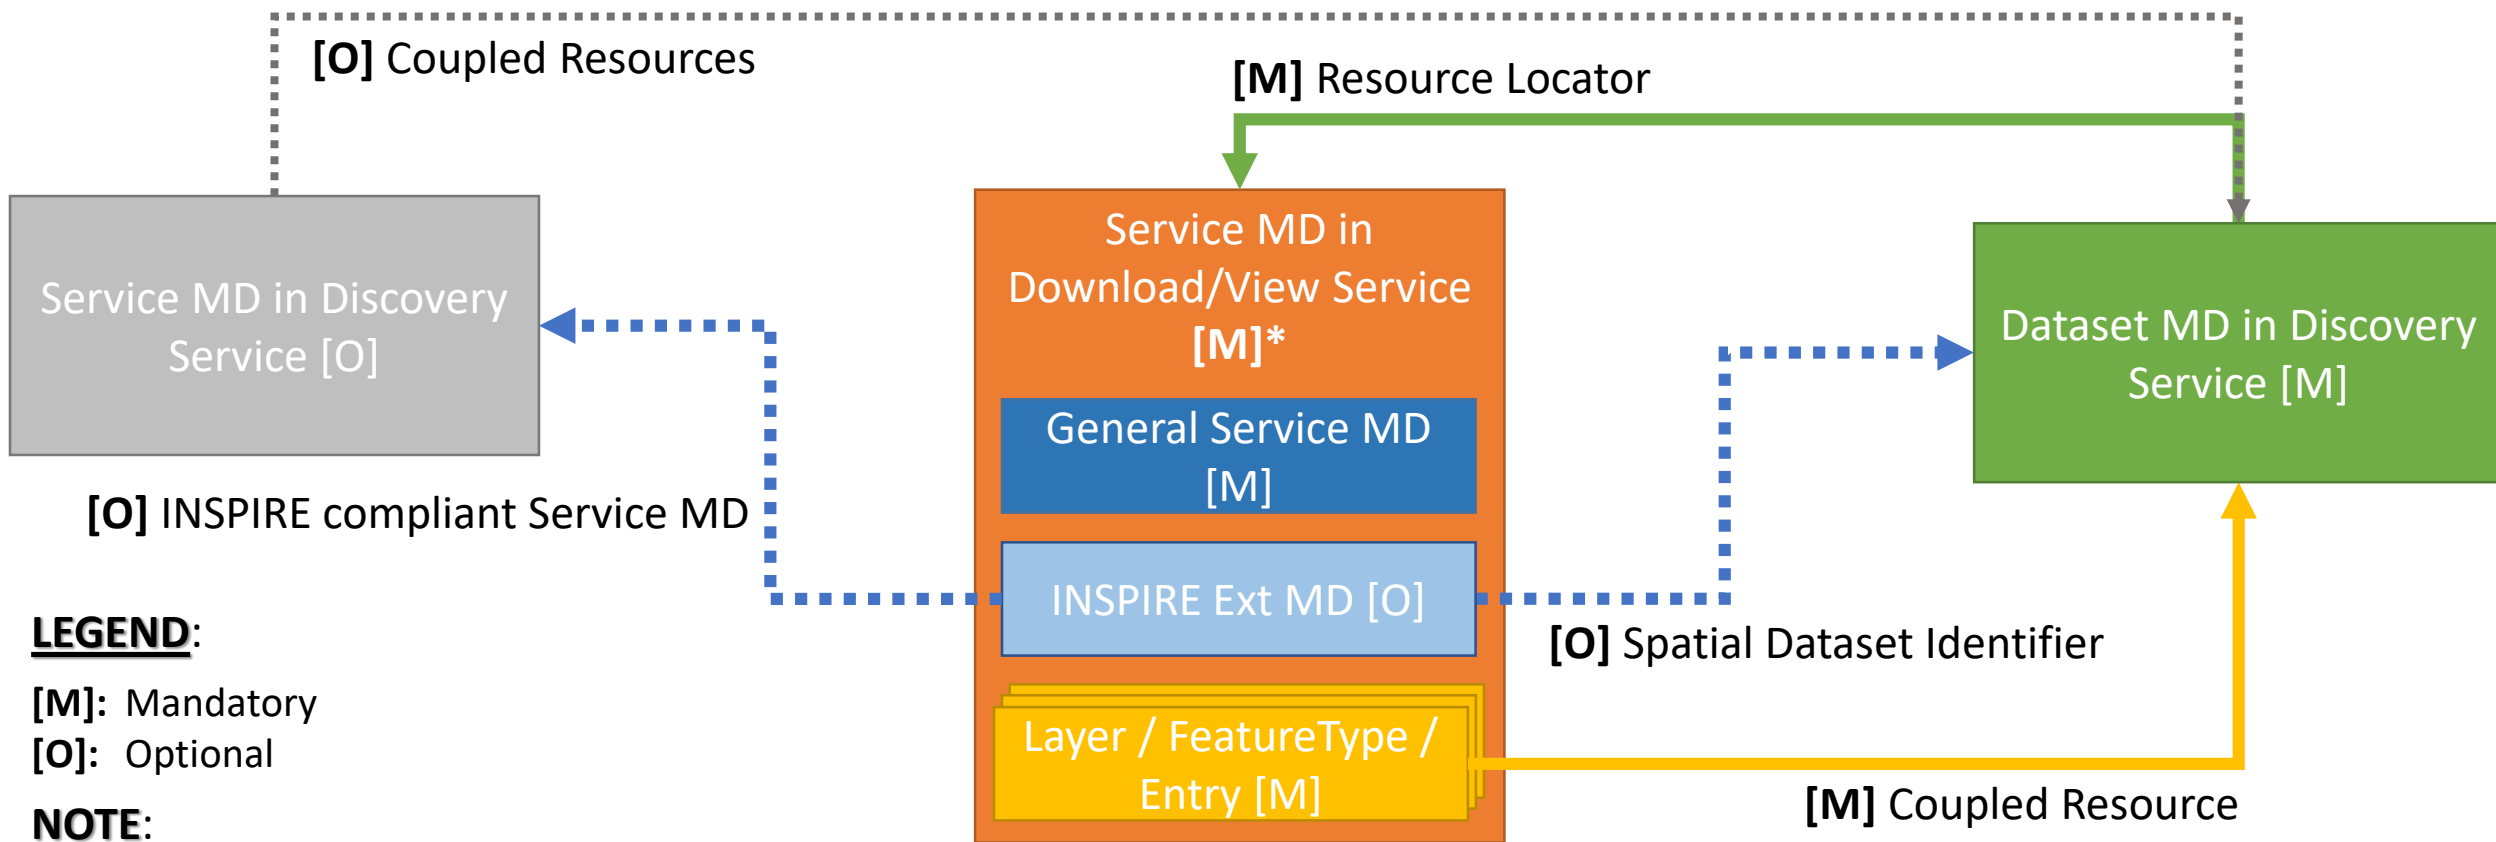 [O] Coupled Resources
[M] Resource Locator
Service MD in Discovery
Service [O]
Service MD in
Download/View Service
[M]*
General Service MD
[M]
INSPIRE Ext MD [O]
Layer / FeatureType /
Entry [M]
Dataset MD in Discovery
Service [M]
[O] INSPIRE compliant Service MD
[O] Spatial Dataset Identifier
[M] Coupled Resource
LEGEND:
[M]: Mandatory
[O]: Optional
NOTE: